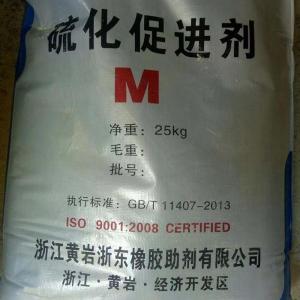 硫化促进剂
M
净重: 25kg
毛重:
批号:
执行标准: GB/T 11407-2013
ISO 9001:2008 CERTIFIED
浙江黄岩浙东橡胶助剂有限公司
浙江·黄岩·经济开发区